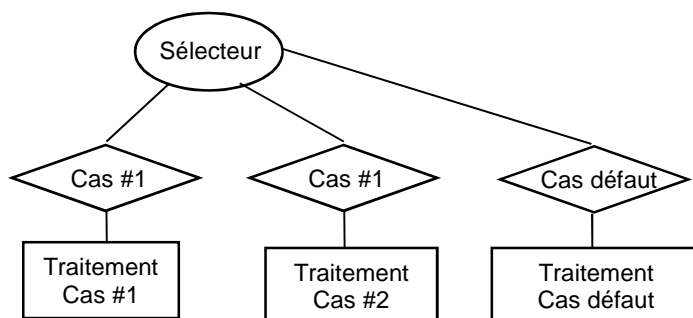 Sélecteur
Cas #1
Cas #1
Cas défaut
Traitement
Cas #1
Traitement
Cas #2
Traitement
Cas défaut